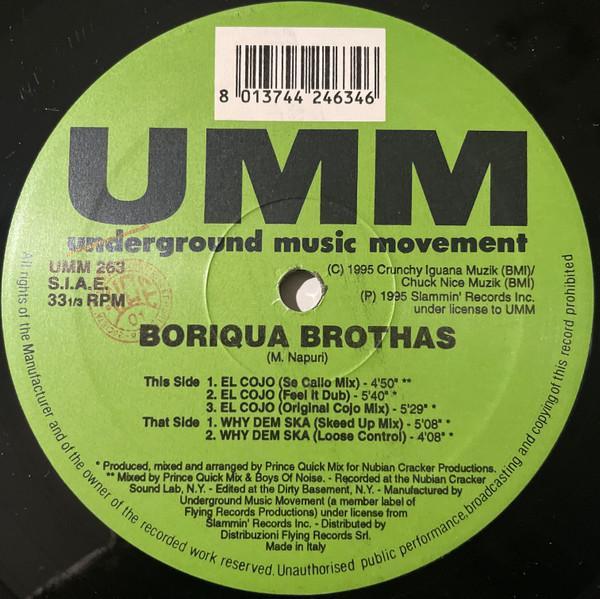 8 013744 246346
UMM
underground music movement
UMM 263
S.I.A.E.
33 1/3 RPM
(C) 1995 Crunchy Iguana Muzik (BMI)/
Chuck Nice Muzik (BMI)
(P) 1995 Slammin' Records Inc.
under license to UMM
BORIQUA BROTHAS
(M. Napuri)
This Side 1. EL COJO (Se Callo Mix) - 4'50" **
2. EL COJO (Feel It Dub) - 5'40" *
3. EL COJO (Original Cojo Mix) - 5'29" *
That Side 1. WHY DEM SKA (Skeed Up Mix) - 5'08" *
2. WHY DEM SKA (Loose Control) - 4'08" *
* Produced, mixed and arranged by Prince Quick Mix for Nubian Cracker Productions.
** Mixed by Prince Quick Mix & Boys Of Noise. - Recorded at the Nubian Cracker
Sound Lab, N.Y. - Edited at the Dirty Basement, N.Y. - Manufactured by
Underground Music Movement (a member label of
Flying Records Productions) under license from
Slammin' Records Inc. - Distributed by
Distribuzioni Flying Records Srl.
Made in Italy
All rights of the Manufacturer and of the owner of the recorded work reserved. Unauthorised public performance, broadcasting and copying of this record prohibited